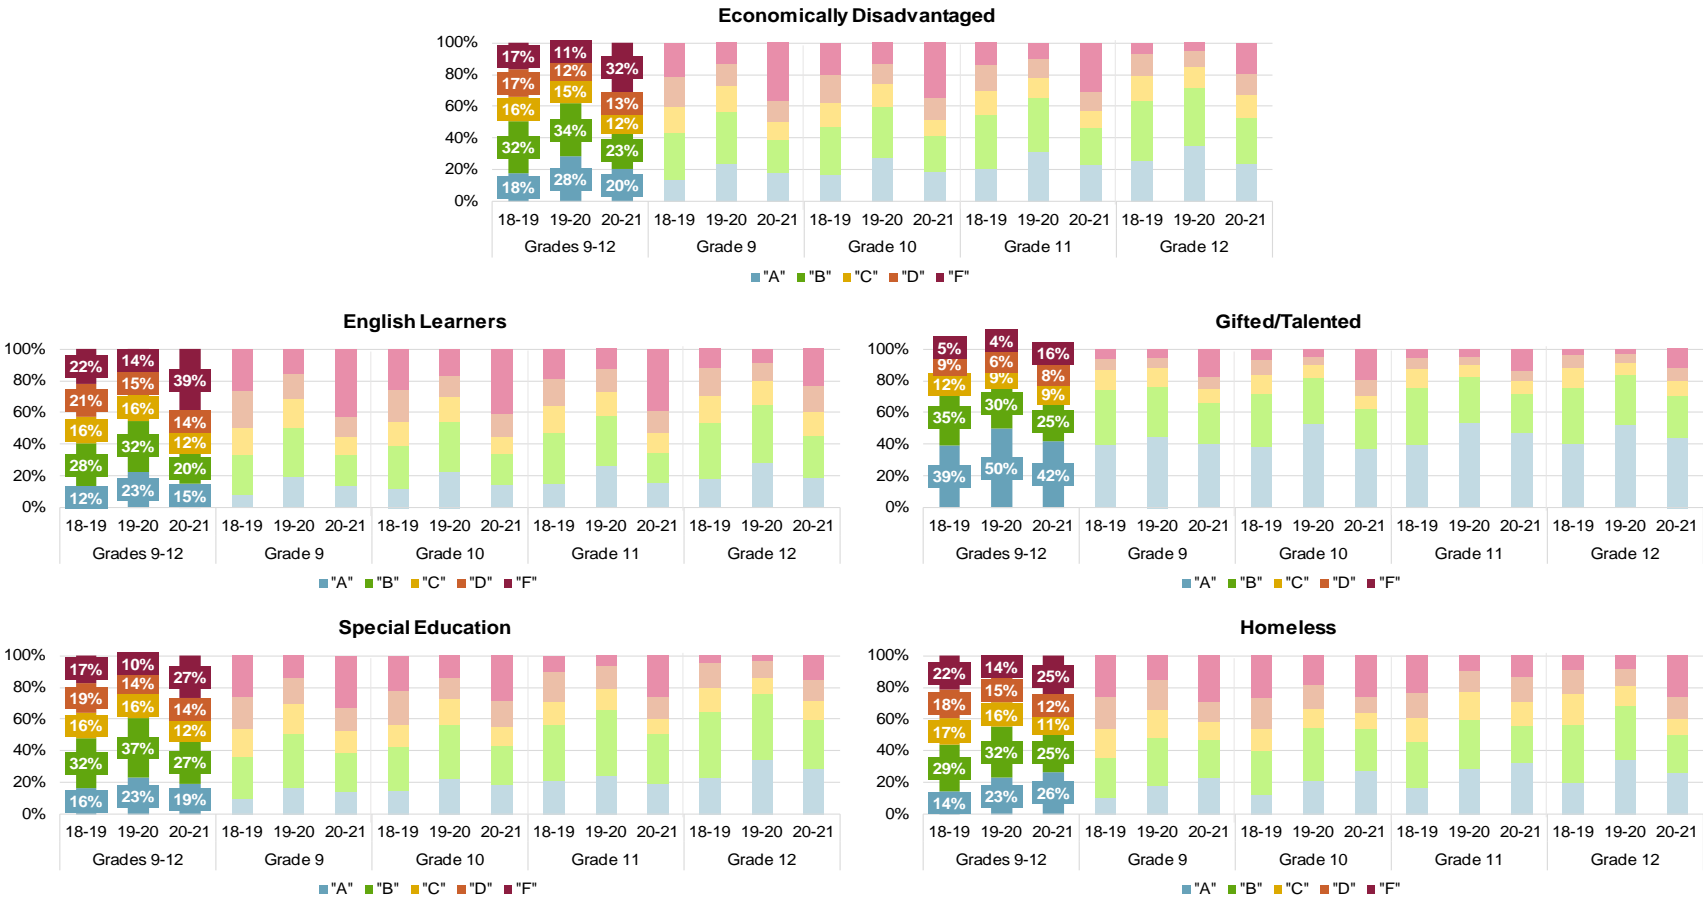 Economically Disadvantaged
100%
80%
60%
40%
20%
0%
17% 11% 32%
17% 12% 13%
16% 15% 12%
32% 34% 23%
18% 28% 20%
18-19 19-20 20-21 18-19 19-20 20-21 18-19 19-20 20-21 18-19 19-20 20-21 18-19 19-20 20-21
Grades 9-12 Grade 9 Grade 10 Grade 11 Grade 12
"A" "B" "C" "D" "F"
English Learners
100%
80%
60%
40%
20%
0%
22% 14% 39%
21% 15% 14%
16% 16% 12%
28% 32% 20%
12% 23% 15%
18-19 19-20 20-21 18-19 19-20 20-21 18-19 19-20 20-21 18-19 19-20 20-21 18-19 19-20 20-21
Grades 9-12 Grade 9 Grade 10 Grade 11 Grade 12
"A" "B" "C" "D" "F"
Gifted/Talented
100%
80%
60%
40%
20%
0%
5% 4% 16%
9% 6% 8%
12% 9% 9%
35% 30% 25%
39% 50% 42%
18-19 19-20 20-21 18-19 19-20 20-21 18-19 19-20 20-21 18-19 19-20 20-21 18-19 19-20 20-21
Grades 9-12 Grade 9 Grade 10 Grade 11 Grade 12
"A" "B" "C" "D" "F"
Special Education
100%
80%
60%
40%
20%
0%
17% 10% 27%
19% 14% 14%
16% 16% 12%
32% 37% 27%
16% 23% 19%
18-19 19-20 20-21 18-19 19-20 20-21 18-19 19-20 20-21 18-19 19-20 20-21 18-19 19-20 20-21
Grades 9-12 Grade 9 Grade 10 Grade 11 Grade 12
"A" "B" "C" "D" "F"
Homeless
100%
80%
60%
40%
20%
0%
22% 14% 25%
18% 15% 12%
17% 16% 11%
29% 32% 25%
14% 23% 26%
18-19 19-20 20-21 18-19 19-20 20-21 18-19 19-20 20-21 18-19 19-20 20-21 18-19 19-20 20-21
Grades 9-12 Grade 9 Grade 10 Grade 11 Grade 12
"A" "B" "C" "D" "F"